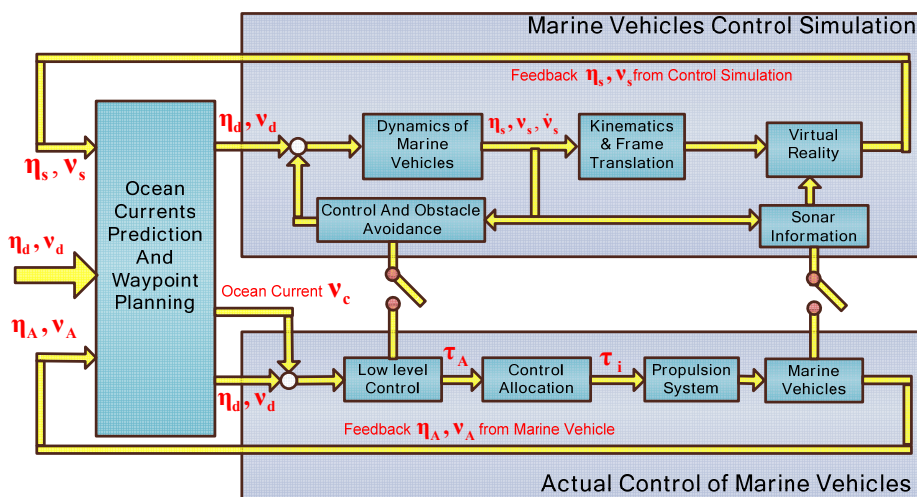 Marine Vehicles Control Simulation
Feedback ηs, νs from Control Simulation
ηd, νd
ηs, νs, ν̇s
Dynamics of
Marine
Vehicles
Kinematics
& Frame
Translation
Virtual
Reality
ηs, νs
Ocean
Currents
Prediction
And
Waypoint
Planning
Control And Obstacle
Avoidance
Sonar
Information
ηd, νd
Ocean Current νc
ηA, νA
τA
τi
Low level
Control
Control
Allocation
Propulsion
System
Marine
Vehicles
ηd, νd
Feedback ηA, νA from Marine Vehicle
Actual Control of Marine Vehicles